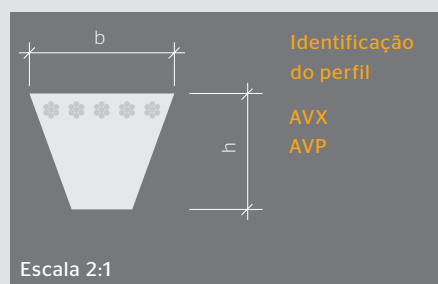 b
Identificação
do perfil
AVX
AVP
h
Escala 2:1